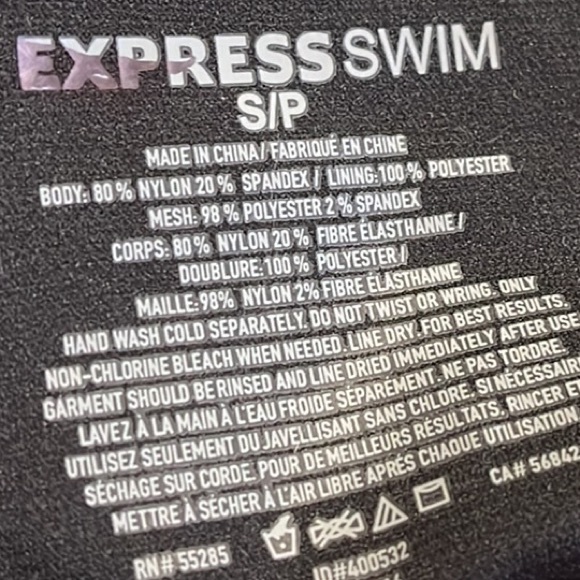 EXPRESS SWIM
S/P
MADE IN CHINA/ FABRIQUÉ EN CHINE
BODY: 80 % NYLON 20 % SPANDEX / LINING:100 % POLYESTER
MESH: 98 % POLYESTER 2 % SPANDEX
CORPS: 80 % NYLON 20 % FIBRE ÉLASTHANNE /
DOUBLURE:100 % POLYESTER /
MAILLE: 98% NYLON 2% FIBRE ÉLASTHANNE
HAND WASH COLD SEPARATELY. DO NOT TWIST OR WRING. ONLY
NON-CHLORINE BLEACH WHEN NEEDED. LINE DRY. FOR BEST RESULTS,
GARMENT SHOULD BE RINSED AND LINE DRIED IMMEDIATELY AFTER USE
LAVEZ À LA MAIN À L'EAU FROIDE SÉPARÉMENT. NE PAS TORDRE.
UTILISEZ SEULEMENT DU JAVELLISANT SANS CHLORE. SI NÉCESSAIR
SÉCHAGE SUR CORDE. POUR DE MEILLEURS RÉSULTATS, RINCER E
METTRE À SÉCHER À L'AIR LIBRE APRÈS CHAQUE UTILISATION
RN# 55285
CA# 56842
ID#400532